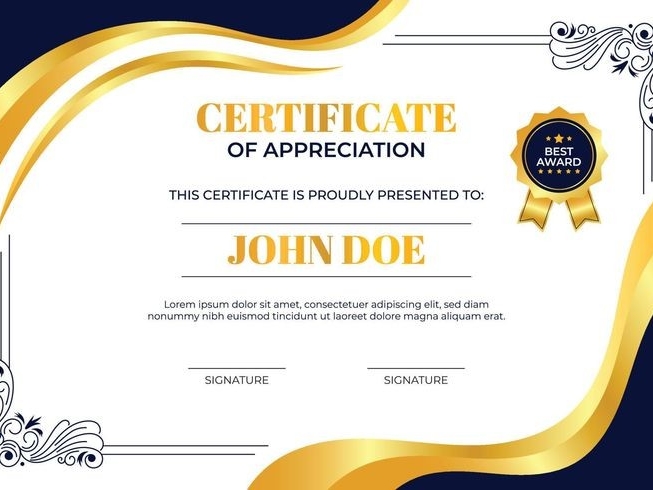 CERTIFICATE
OF APPRECIATION
BEST
AWARD
THIS CERTIFICATE IS PROUDLY PRESENTED TO:
JOHN DOE
Lorem ipsum dolor sit amet, consectetuer adipiscing elit, sed diam
nonummy nibh euismod tincidunt ut laoreet dolore magna aliquam erat.
SIGNATURE
SIGNATURE